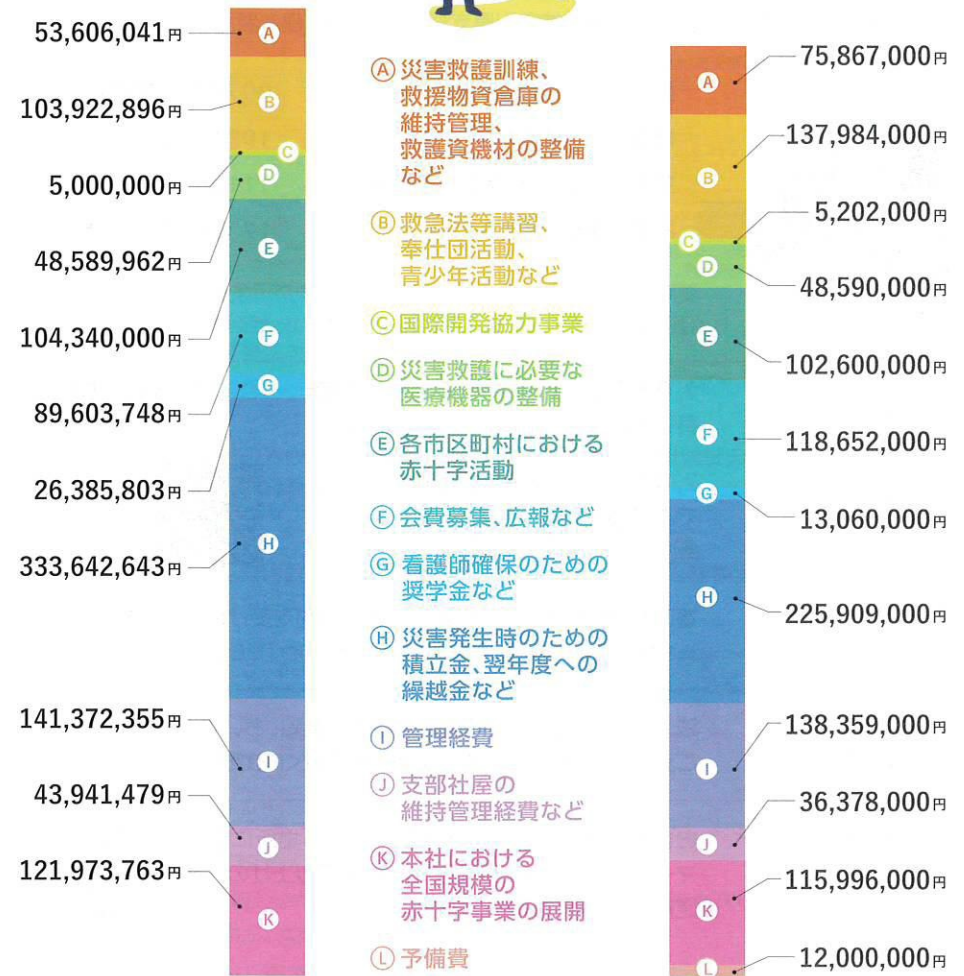 53,606,041円
A
103,922,896円
B
C
5,000,000円
D
48,589,962円
E
104,340,000円
F
89,603,748円
G
26,385,803円
H
333,642,643円
141,372,355円
I
43,941,479円
J
121,973,763円
K
Ⓐ災害救護訓練、
救援物資倉庫の
維持管理、
救護資機材の整備
など
Ⓑ救急法等講習、
奉仕団活動、
青少年活動など
Ⓒ国際開発協力事業
Ⓓ災害救護に必要な
医療機器の整備
Ⓔ各市区町村における
赤十字活動
Ⓕ会費募集、広報など
Ⓖ看護師確保のための
奨学金など
Ⓗ災害発生時のための
積立金、翌年度への
繰越金など
Ⓘ管理経費
Ⓙ支部社屋の
維持管理経費など
Ⓚ本社における
全国規模の
赤十字事業の展開
Ⓛ予備費
75,867,000円
A
137,984,000円
B
5,202,000円
C
D
48,590,000円
E
102,600,000円
F
118,652,000円
G
13,060,000円
H
225,909,000円
138,359,000円
I
36,378,000円
J
115,996,000円
K
12,000,000円
L